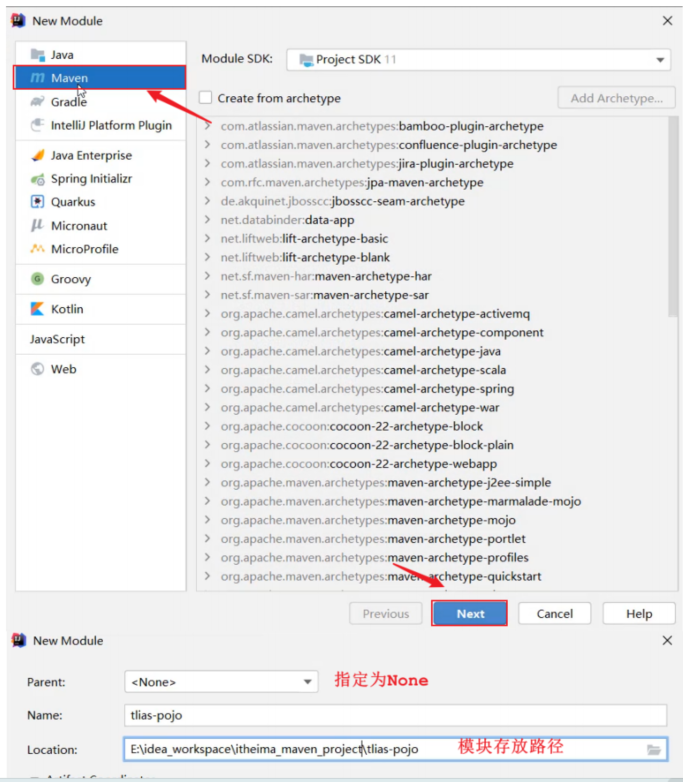 New Module
Java
Maven
Gradle
IntelliJ Platform Plugin
Java Enterprise
Spring Initializr
Quarkus
Micronaut
MicroProfile
Groovy
Kotlin
JavaScript
Web
Module SDK: Project SDK 11
Create from archetype Add Archetype...
com.atlassian.maven.archetypes:bamboo-plugin-archetype
com.atlassian.maven.archetypes:confluence-plugin-archetype
com.atlassian.maven.archetypes:jira-plugin-archetype
com.rfc.maven.archetypes:jpa-maven-archetype
de.akquinet.jbosscc:jbosscc-seam-archetype
net.databinder:data-app
net.liftweb:lift-archetype-basic
net.liftweb:lift-archetype-blank
net.sf.maven-har:maven-archetype-har
net.sf.maven-sar:maven-archetype-sar
org.apache.camel.archetypes:camel-archetype-activemq
org.apache.camel.archetypes:camel-archetype-component
org.apache.camel.archetypes:camel-archetype-java
org.apache.camel.archetypes:camel-archetype-scala
org.apache.camel.archetypes:camel-archetype-spring
org.apache.camel.archetypes:camel-archetype-war
org.apache.cocoon:cocoon-22-archetype-block
org.apache.cocoon:cocoon-22-archetype-block-plain
org.apache.cocoon:cocoon-22-archetype-webapp
org.apache.maven.archetypes:maven-archetype-j2ee-simple
org.apache.maven.archetypes:maven-archetype-marmalade-mojo
org.apache.maven.archetypes:maven-archetype-mojo
org.apache.maven.archetypes:maven-archetype-portlet
org.apache.maven.archetypes:maven-archetype-profiles
org.apache.maven.archetypes:maven-archetype-quickstart
Previous Next Cancel Help
New Module
Parent: <None> 指定为None
Name: tlias-pojo
Location: E:\idea_workspace\itheima_maven_project\tlias-pojo 模块存放路径